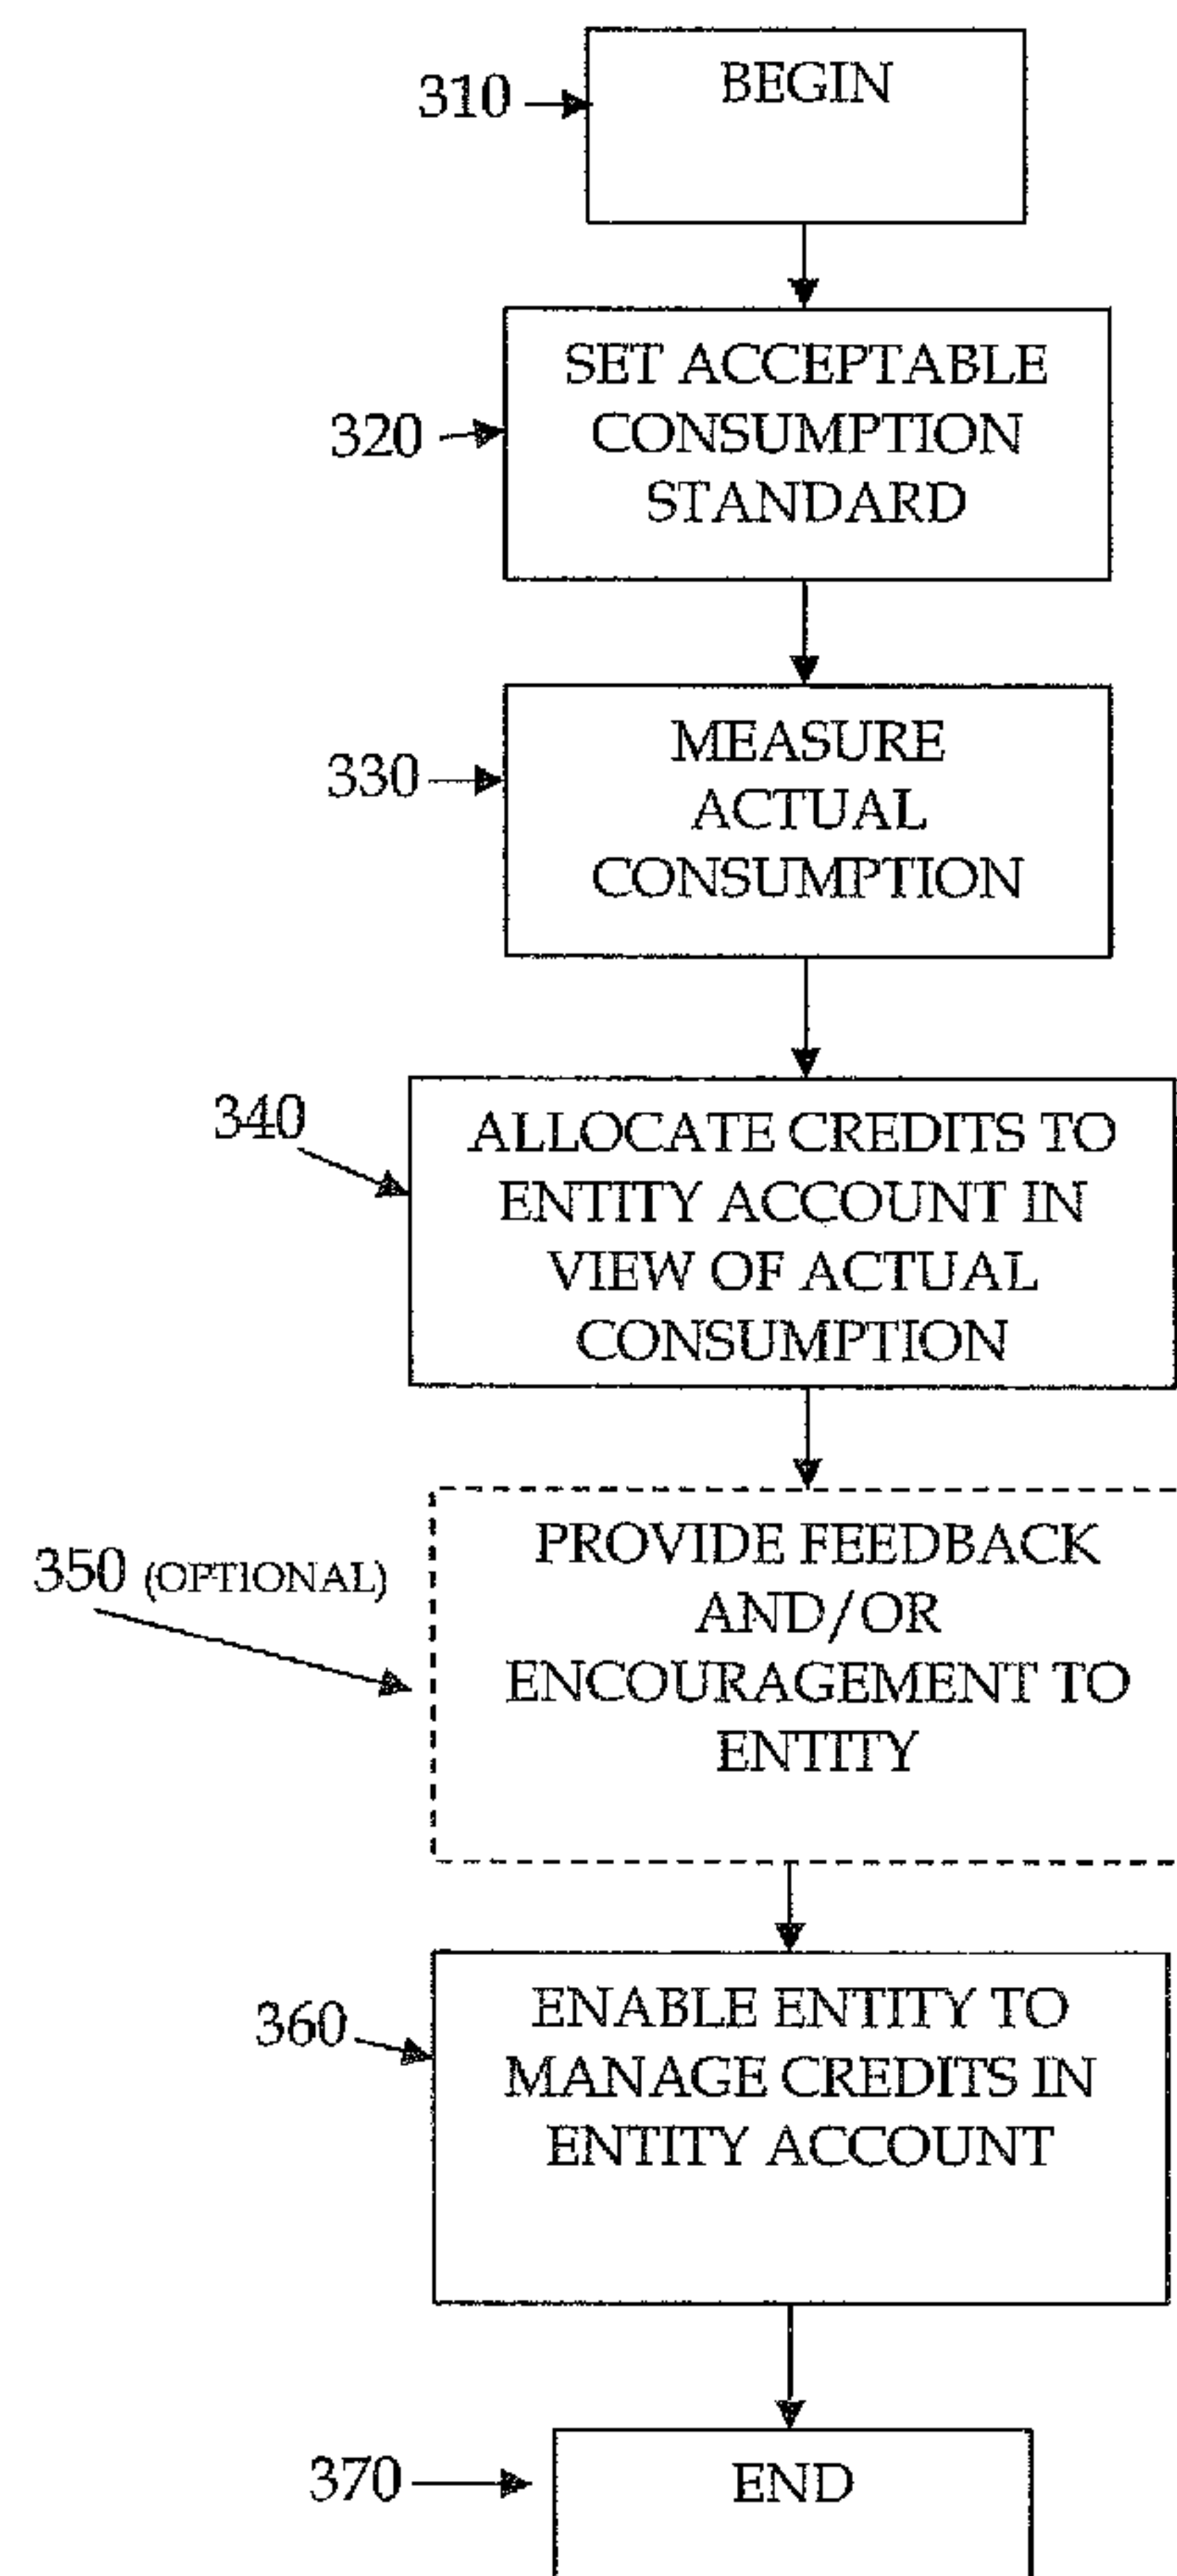 310
BEGIN
320
SET ACCEPTABLE
CONSUMPTION
STANDARD
330
MEASURE
ACTUAL
CONSUMPTION
340
ALLOCATE CREDITS TO
ENTITY ACCOUNT IN
VIEW OF ACTUAL
CONSUMPTION
350 (OPTIONAL)
PROVIDE FEEDBACK
AND/OR
ENCOURAGEMENT TO
ENTITY
360
ENABLE ENTITY TO
MANAGE CREDITS IN
ENTITY ACCOUNT
370
END